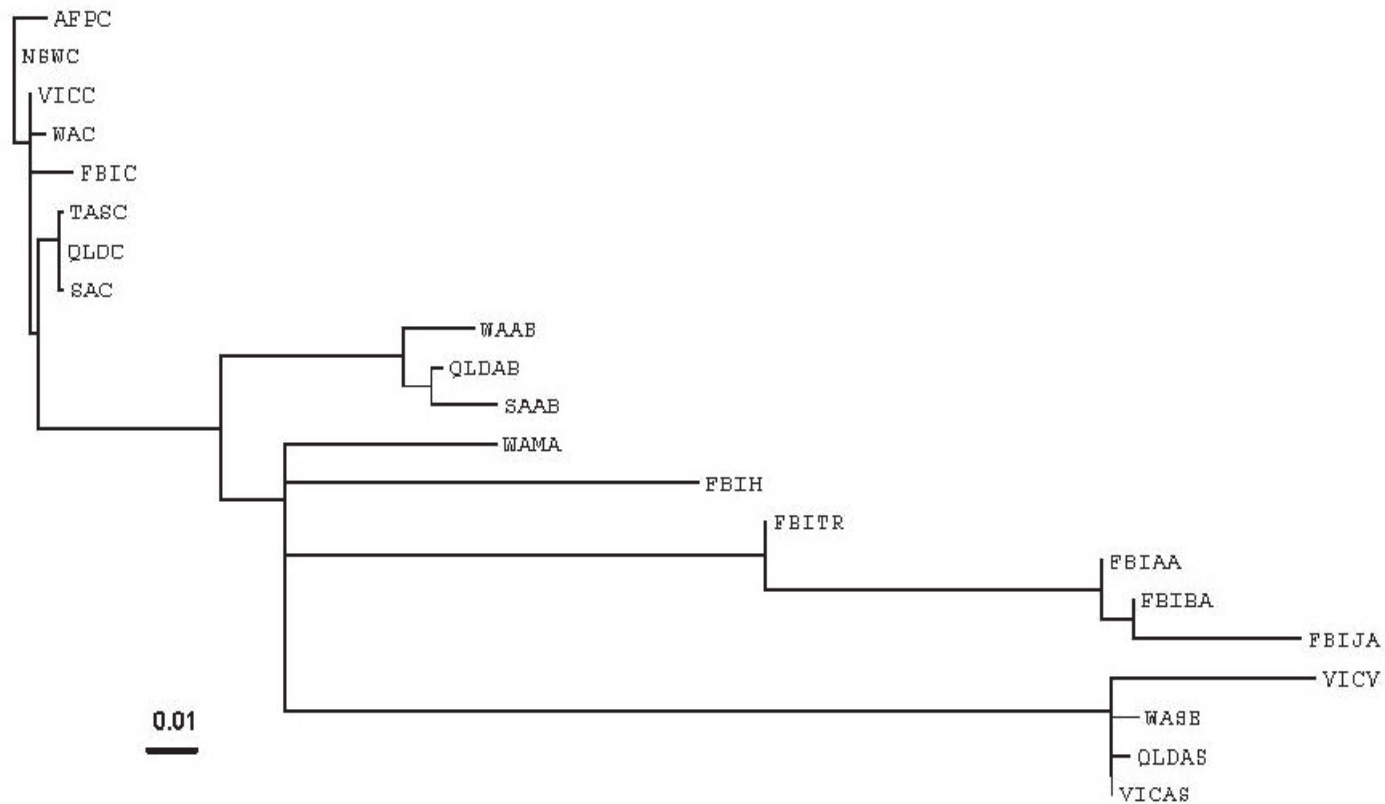 AFPC
NSWC
VICC
WAC
FBIC
TASC
QLDC
SAC
WAAB
QLDAB
SAAB
WAMA
FBIH
FBITR
FBIAA
FBIBA
FBIJA
VICV
WASE
QLDAS
VICAS
0.01